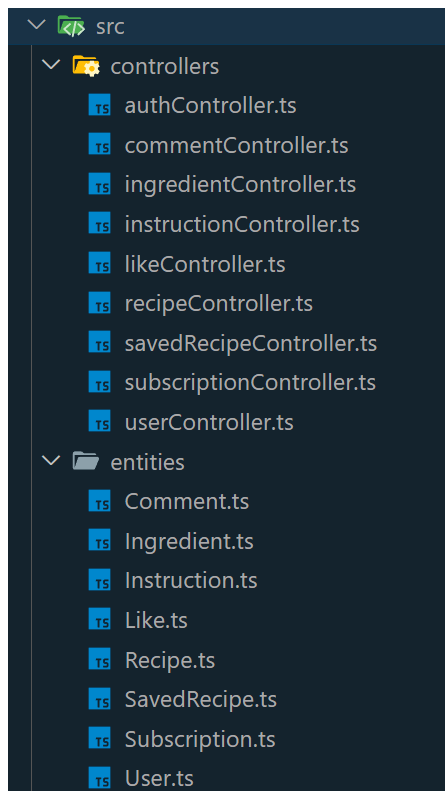 src
controllers
TS authController.ts
TS commentController.ts
TS ingredientController.ts
TS instructionController.ts
TS likeController.ts
TS recipeController.ts
TS savedRecipeController.ts
TS subscriptionController.ts
TS userController.ts
entities
TS Comment.ts
TS Ingredient.ts
TS Instruction.ts
TS Like.ts
TS Recipe.ts
TS SavedRecipe.ts
TS Subscription.ts
TS User.ts